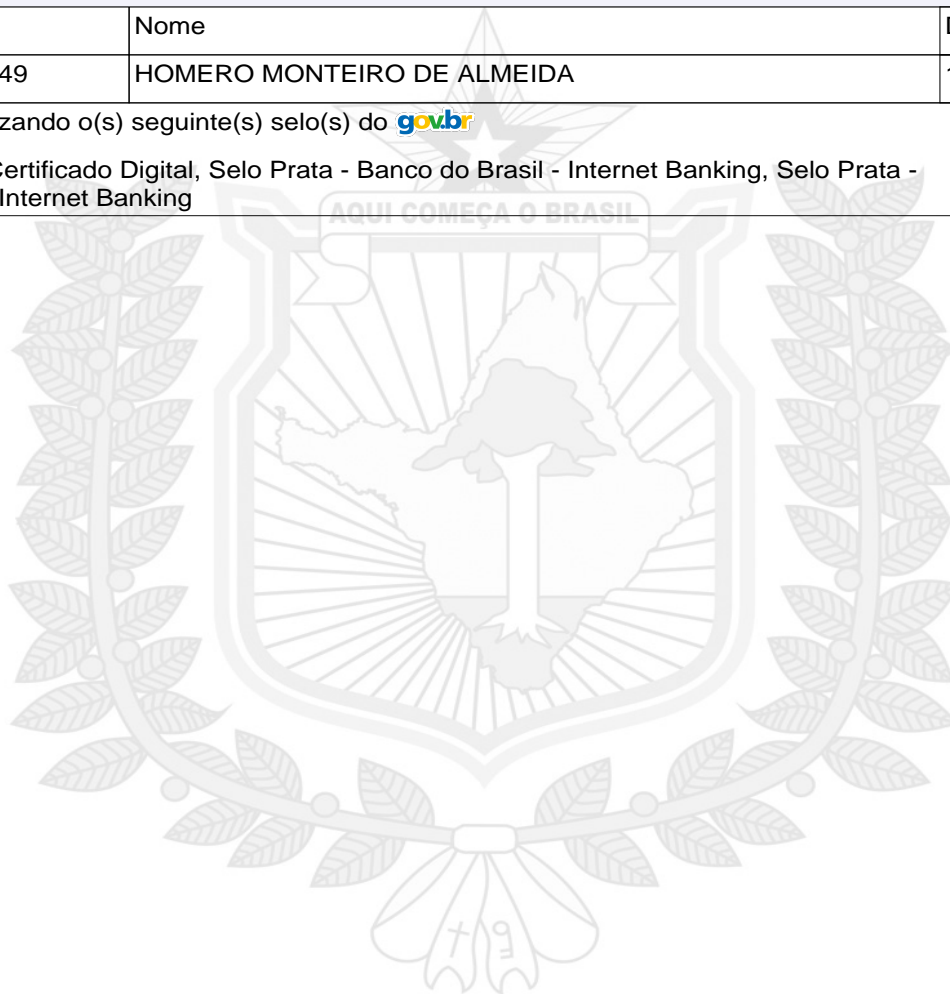 Nome
49
HOMERO MONTEIRO DE ALMEIDA
zando o(s) seguinte(s) selo(s) do gov.br
Certificado Digital, Selo Prata - Banco do Brasil - Internet Banking, Selo Prata -
Internet Banking
AQUI COMEÇA O BRASIL